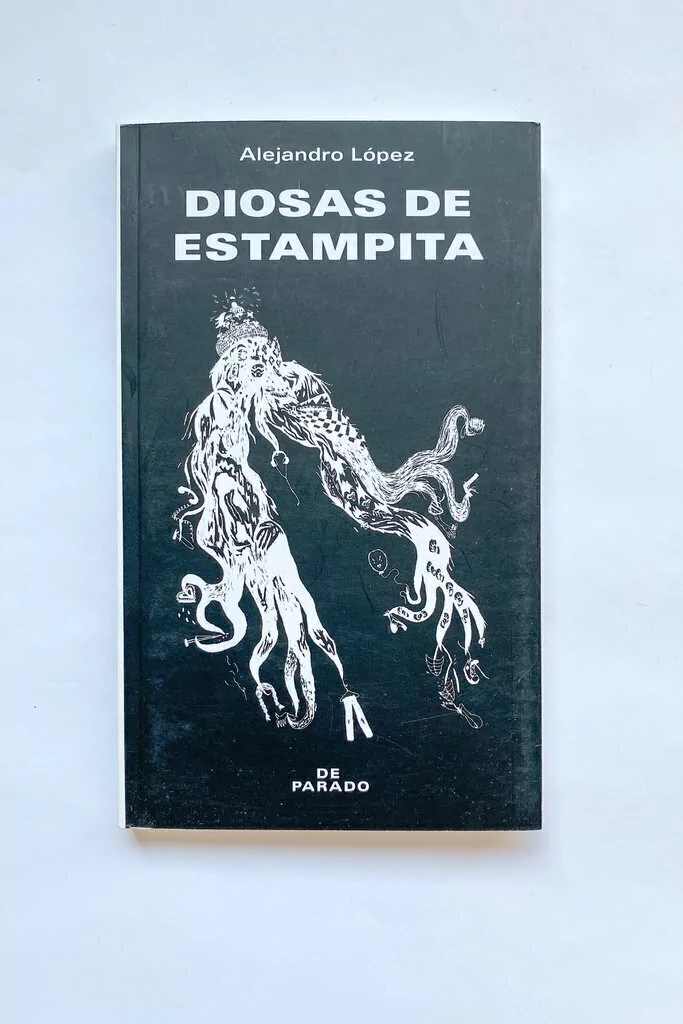 Alejandro López
DIOSAS DE
ESTAMPITA
DE
PARADO